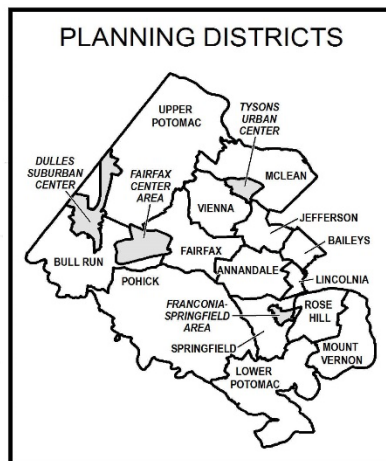 PLANNING DISTRICTS
UPPER
POTOMAC
TYSONS
URBAN
CENTER
DULLES
SUBURBAN
CENTER
FAIRFAX
CENTER
AREA
MCLEAN
VIENNA
JEFFERSON
BAILEYS
BULL RUN
FAIRFAX
POHICK
ANNANDALE
LINCOLNIA
FRANCONIA-
SPRINGFIELD
AREA
ROSE
HILL
SPRINGFIELD
MOUNT
VERNON
LOWER
POTOMAC